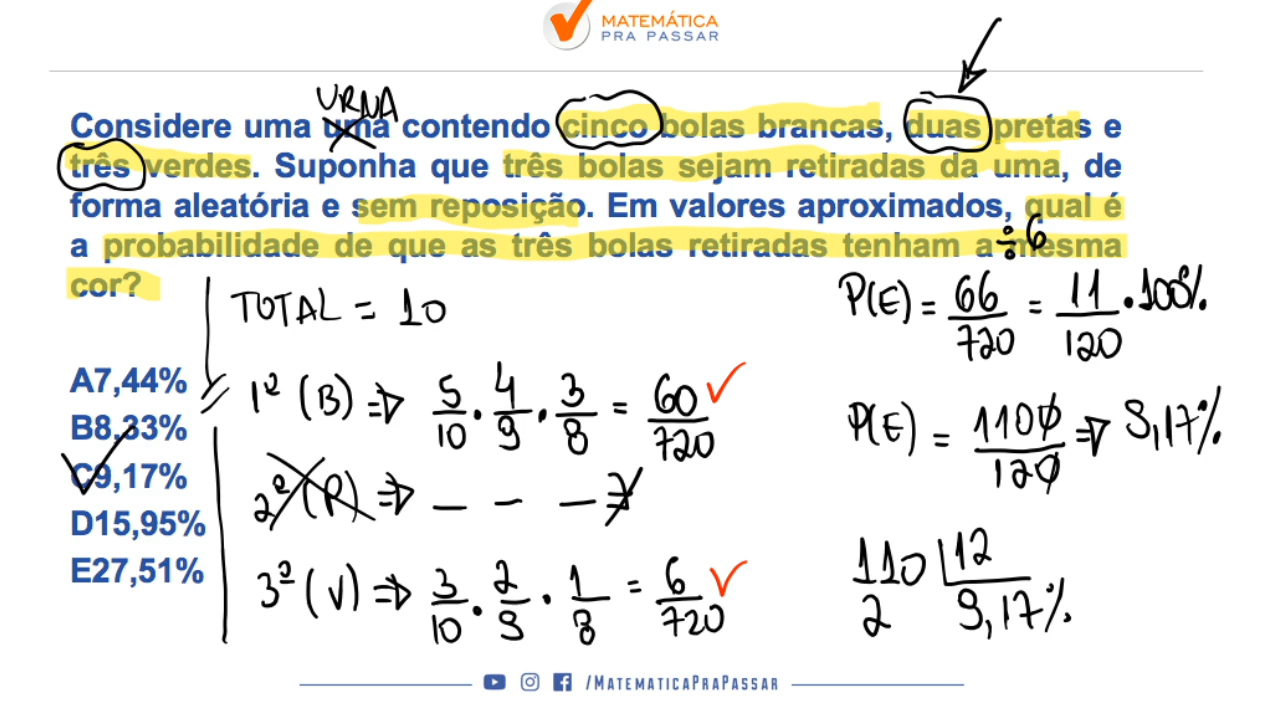 MATEMÁTICA
PRA PASSAR
URNA
Considere uma uma contendo cinco bolas brancas, duas pretas e
três verdes. Suponha que três bolas sejam retiradas da uma, de
forma aleatória e sem reposição. Em valores aproximados, qual é
a probabilidade de que as três bolas retiradas tenham a mesma
cor?
÷6
TOTAL = 10
P(E) = 66/720 = 11/120 . 100%
A7,44%
B8,33%
C9,17%
D15,95%
E27,51%
1º (B) ⇒ 5/10 . 4/9 . 3/8 = 60/720 ✓
2º (P) ⇒ _ _ _ ∄
3º (V) ⇒ 3/10 . 2/9 . 1/8 = 6/720 ✓
P(E) = 1100/120 ⇒ 9,17%
110 12
2 9,17%
/MATEMATICAPRAPASSAR